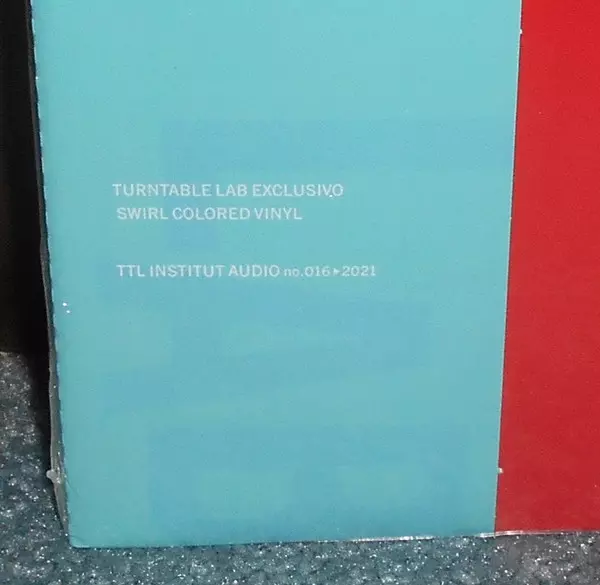 TURNTABLE LAB EXCLUSIVO
SWIRL COLORED VINYL
TTL INSTITUT AUDIO no.016▸2021